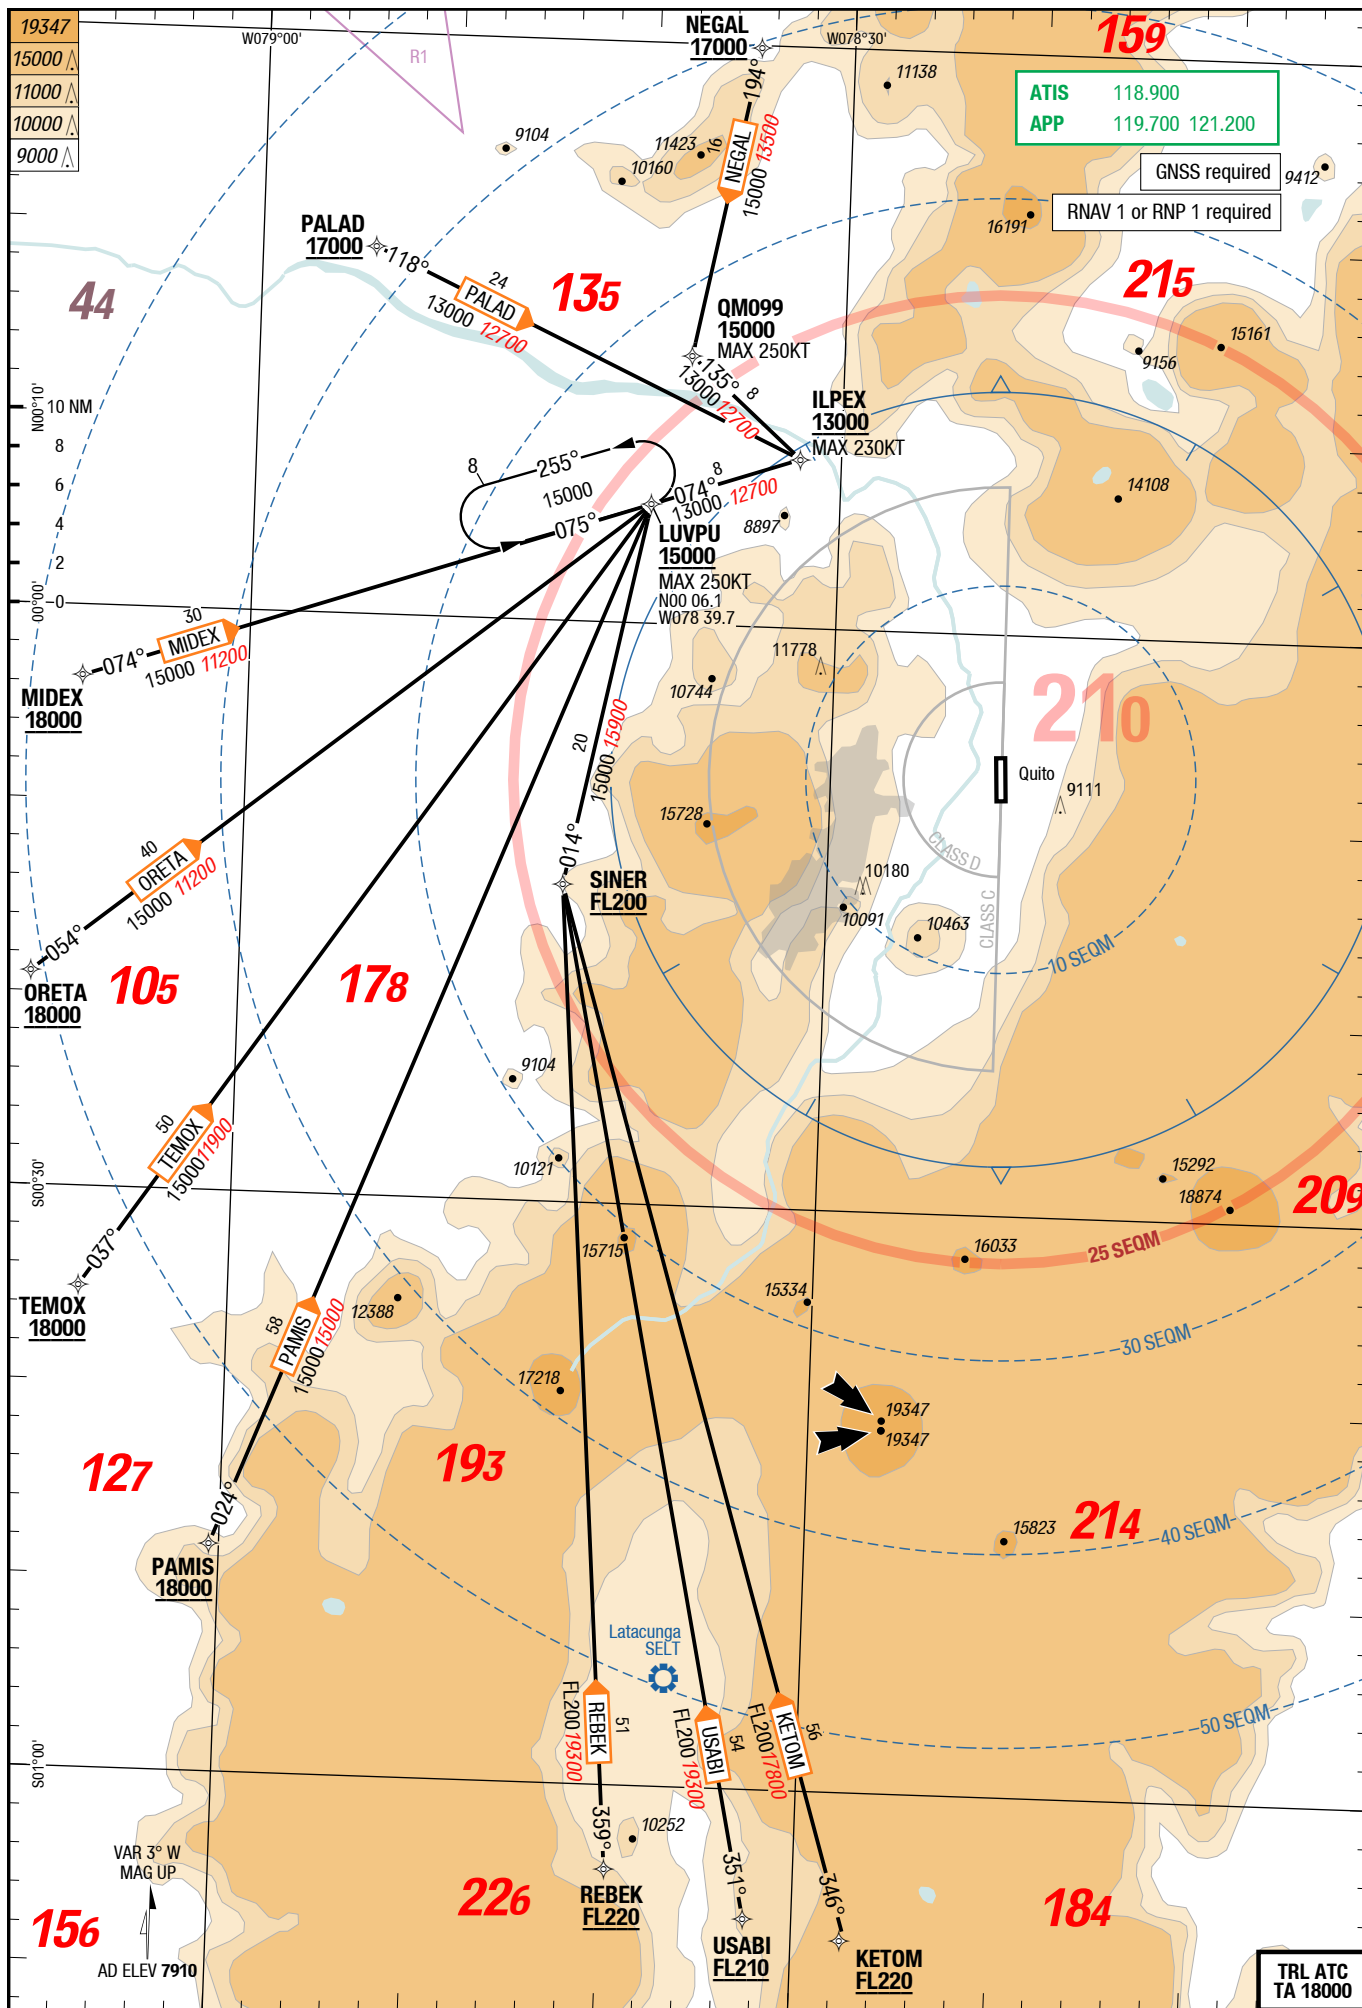 19347
15000
11000
10000
9000
W079°00'
R1
NEGAL
17000
W078°30'
159
ATIS 118.900
APP 119.700 121.200
GNSS required
RNAV 1 or RNP 1 required
11138
9412
16191
9104
11423
10160
194°
NEGAL
16
15000 13500
PALAD
17000
118°
24
PALAD
13000 12700
44
135
215
QM099
15000
MAX 250KT
135°
8
13000 12700
15161
9156
ILPEX
13000
MAX 230KT
N00°10'
10 NM
8
6
4
2
0
00°00'
8
255°
15000
075°
074°
8
13000 12700
14108
8897
LUVPU
15000
MAX 250KT
N00 06.1
W078 39.7
30
MIDEX
074°
15000 11200
MIDEX
18000
11778
10744
210
20
15000 15900
Quito
9111
15728
CLASS D
014°
40
ORETA
15000 11200
SINER
FL200
10180
10091
10463
CLASS C
10 SEQM
054°
ORETA
18000
105
178
9104
50
TEMOX
15000 11900
10121
S00°30'
15292
18874
209
037°
15715
16033
25 SEQM
TEMOX
18000
12388
15334
58
PAMIS
15000 15000
30 SEQM
17218
19347
19347
127
193
024°
15823
214
40 SEQM
PAMIS
18000
Latacunga
SELT
50 SEQM
REBEK
51
FL200 19300
USABI
54
FL200 19300
KETOM
56
FL200 17800
S01°00'
359°
10252
351°
346°
VAR 3° W
MAG UP
REBEK
FL220
226
184
156
USABI
FL210
KETOM
FL220
AD ELEV 7910
TRL ATC
TA 18000